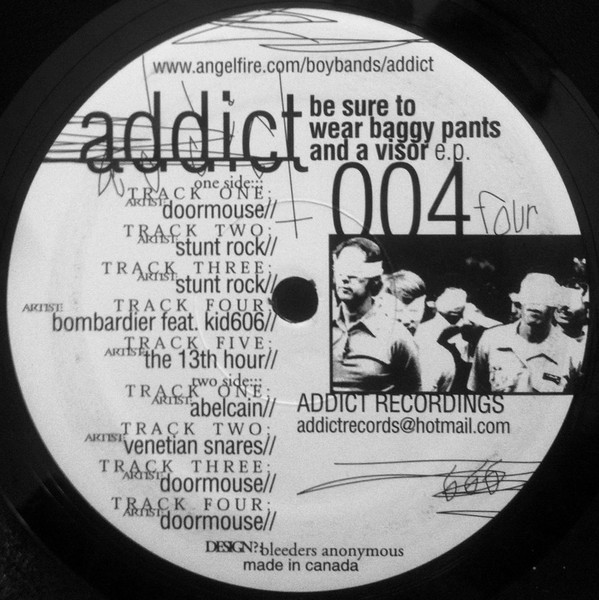 www.angelfire.com/boybands/addict
addict
be sure to
wear baggy pants
and a visor e.p.
004 four
one side:::
TRACK ONE:
ARTIST: doormouse//
TRACK TWO:
ARTIST: stunt rock//
TRACK THREE:
ARTIST: stunt rock//
TRACK FOUR:
ARTIST: bombardier feat. kid606//
TRACK FIVE:
ARTIST: the 13th hour//
two side:::
TRACK ONE:
ARTIST: abelcain//
TRACK TWO:
ARTIST: venetian snares//
TRACK THREE:
ARTIST: doormouse//
TRACK FOUR:
ARTIST: doormouse//
ADDICT RECORDINGS
addictrecords@hotmail.com
666
DESIGN?: bleeders anonymous
made in canada